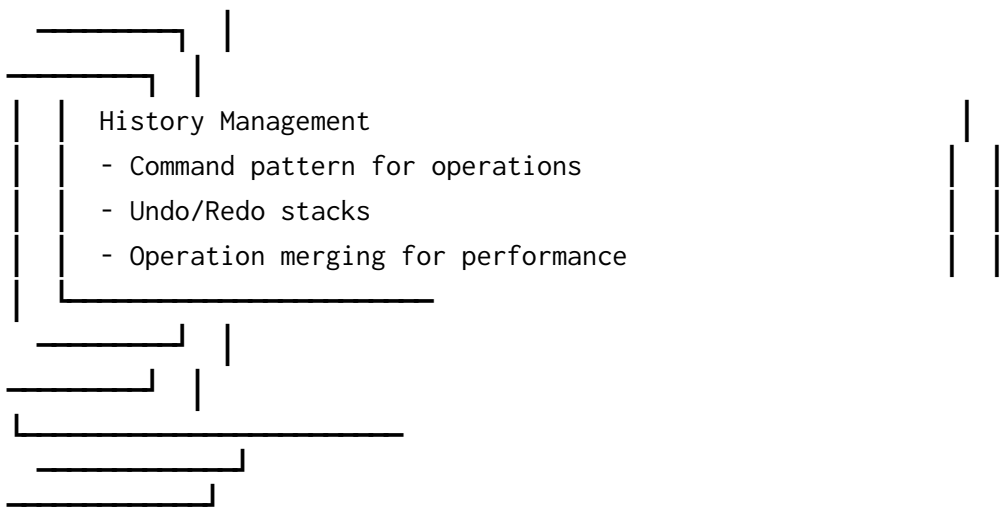 History Management
- Command pattern for operations
- Undo/Redo stacks
- Operation merging for performance